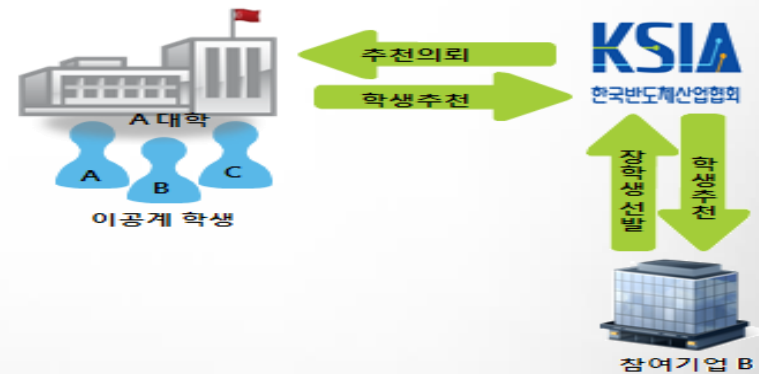 추천의뢰
KSIA
한국반도체산업협회
학생추천
A 대학
A
B
C
이공계 학생
장학생 선발
학생추천
참여기업 B